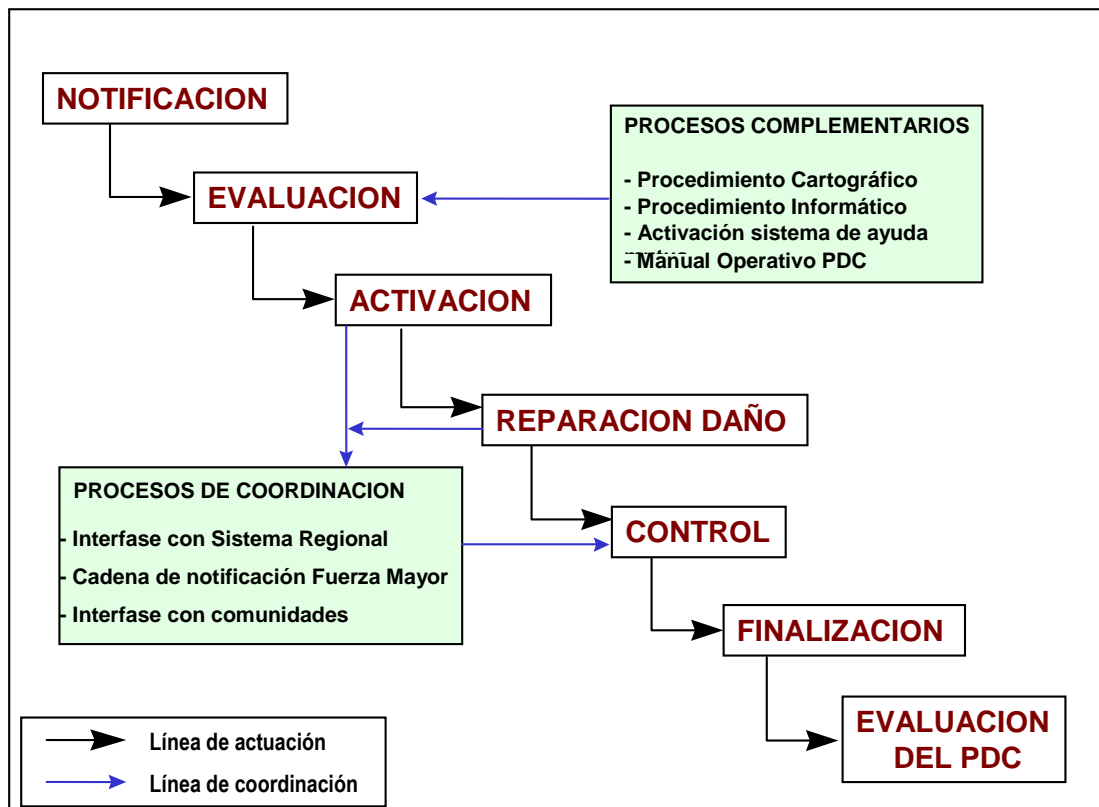 NOTIFICACION
PROCESOS COMPLEMENTARIOS
- Procedimiento Cartográfico
- Procedimiento Informático
- Activación sistema de ayuda
- Manual Operativo PDC
EVALUACION
ACTIVACION
REPARACION DAÑO
PROCESOS DE COORDINACION
- Interfase con Sistema Regional
- Cadena de notificación Fuerza Mayor
- Interfase con comunidades
CONTROL
FINALIZACION
EVALUACION
DEL PDC
Línea de actuación
Línea de coordinación